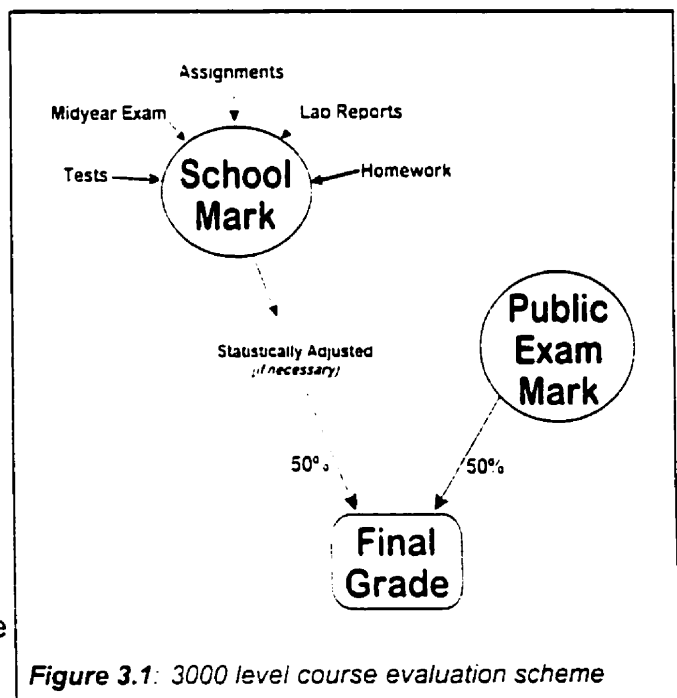 Assignments
Midyear Exam
Lab Reports
Tests
School
Mark
Homework
Statistically Adjusted
(if necessary)
Public
Exam
Mark
50%
50%
Final
Grade
Figure 3.1: 3000 level course evaluation scheme